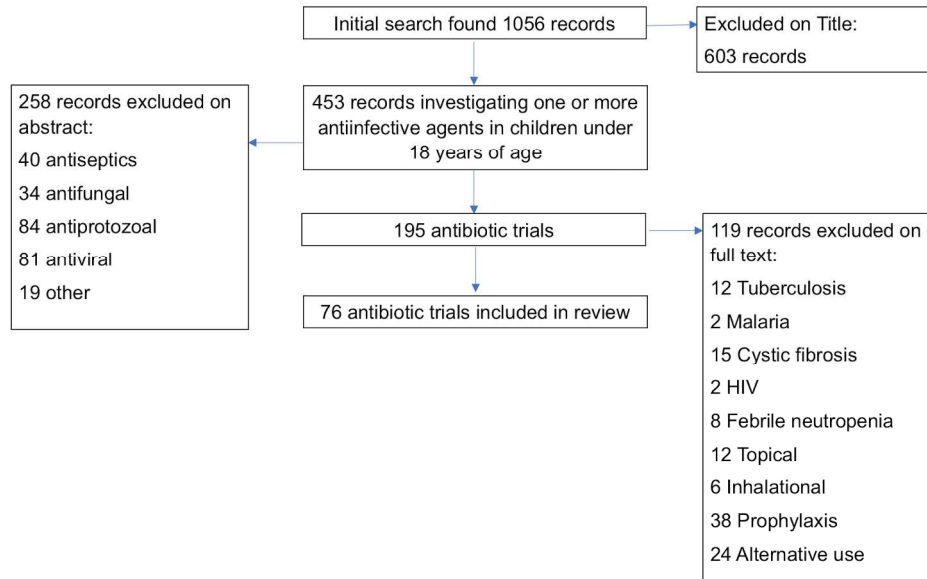 Initial search found 1056 records
Excluded on Title:
603 records
258 records excluded on
abstract:
40 antiseptics
34 antifungal
84 antiprotozoal
81 antiviral
19 other
453 records investigating one or more
antiinfective agents in children under
18 years of age
195 antibiotic trials
119 records excluded on
full text:
12 Tuberculosis
2 Malaria
15 Cystic fibrosis
2 HIV
8 Febrile neutropenia
12 Topical
6 Inhalational
38 Prophylaxis
24 Alternative use
76 antibiotic trials included in review